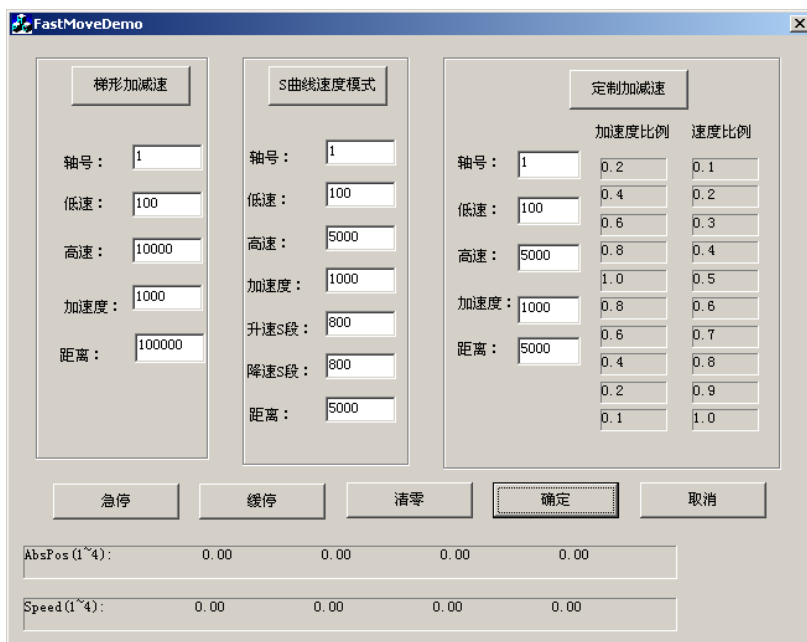 FastMoveDemo
梯形加减速
轴号： 1
低速： 100
高速： 10000
加速度： 1000
距离： 100000
S曲线速度模式
轴号： 1
低速： 100
高速： 5000
加速度： 1000
升速S段： 800
降速S段： 800
距离： 5000
定制加减速
轴号： 1
低速： 100
高速： 5000
加速度： 1000
距离： 5000
加速度比例 速度比例
0.2 0.1
0.4 0.2
0.6 0.3
0.8 0.4
1.0 0.5
0.8 0.6
0.6 0.7
0.4 0.8
0.2 0.9
0.1 1.0
急停 缓停 清零 确定 取消
AbsPos(1~4): 0.00 0.00 0.00 0.00
Speed(1~4): 0.00 0.00 0.00 0.00